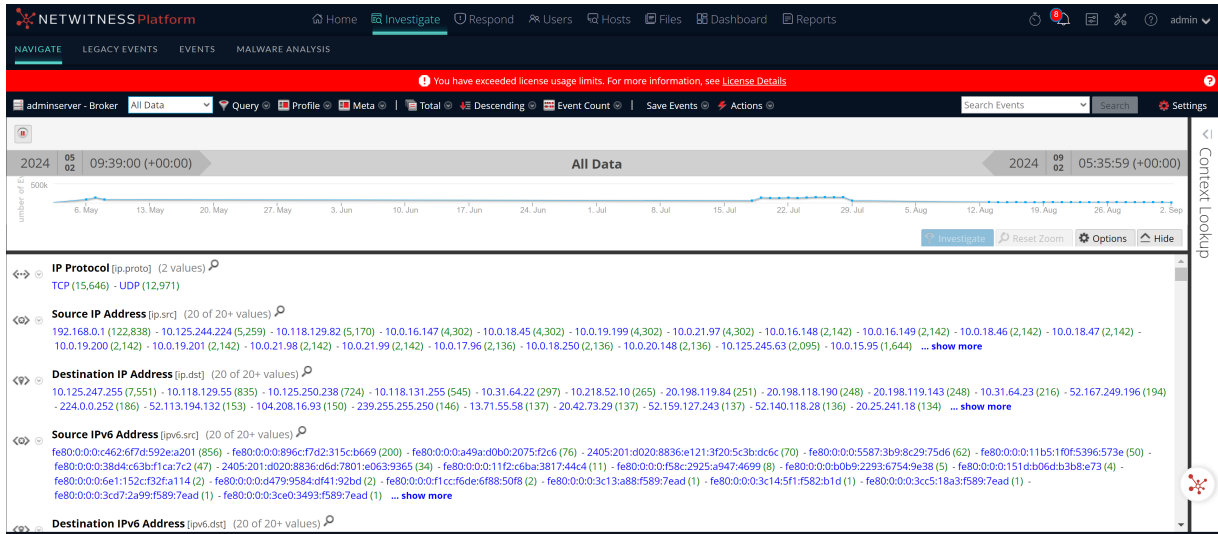 NETWITNESS Platform
Home Investigate Respond Users Hosts Files Dashboard Reports 6 admin
NAVIGATE LEGACY EVENTS EVENTS MALWARE ANALYSIS
You have exceeded license usage limits. For more information, see License Details
adminserver - Broker All Data Query Profile Meta | Total Descending Event Count | Save Events Actions Search Events Search Settings
2024 05 02 09:39:00 (+00:00) All Data 2024 09 02 05:35:59 (+00:00)
Context Lookup
500k
6. May 13. May 20. May 27. May 3. Jun 10. Jun 17. Jun 24. Jun 1. Jul 8. Jul 15. Jul 22. Jul 29. Jul 5. Aug 12. Aug 19. Aug 26. Aug 2. Sep
Investigate Reset Zoom Options Hide
IP Protocol [ip.proto] (2 values)
TCP (15,646) - UDP (12,971)
Source IP Address [ip.src] (20 of 20+ values)
192.168.0.1 (122,838) - 10.125.244.224 (5,259) - 10.118.129.82 (5,170) - 10.0.16.147 (4,302) - 10.0.18.45 (4,302) - 10.0.19.199 (4,302) - 10.0.21.97 (4,302) - 10.0.16.148 (2,142) - 10.0.16.149 (2,142) - 10.0.18.46 (2,142) - 10.0.18.47 (2,142) -
10.0.19.200 (2,142) - 10.0.19.201 (2,142) - 10.0.21.98 (2,142) - 10.0.21.99 (2,142) - 10.0.17.96 (2,136) - 10.0.18.250 (2,136) - 10.0.20.148 (2,136) - 10.125.245.63 (2,095) - 10.0.15.95 (1,644) ... show more
Destination IP Address [ip.dst] (20 of 20+ values)
10.125.247.255 (7,551) - 10.118.129.55 (835) - 10.125.250.238 (724) - 10.118.131.255 (545) - 10.31.64.22 (297) - 10.218.52.10 (265) - 20.198.119.84 (251) - 20.198.118.190 (248) - 20.198.119.143 (248) - 10.31.64.23 (216) - 52.167.249.196 (194)
- 224.0.0.252 (186) - 52.113.194.132 (153) - 104.208.16.93 (150) - 239.255.255.250 (146) - 13.71.55.58 (137) - 20.42.73.29 (137) - 52.159.127.243 (137) - 52.140.118.28 (136) - 20.25.241.18 (134) ... show more
Source IPv6 Address [ipv6.src] (20 of 20+ values)
fe80:0:0:0:c462:6f7d:592e:a201 (856) - fe80:0:0:0:896c:f7d2:315c:b669 (200) - fe80:0:0:0:a49a:d0b0:2075:f2c6 (76) - 2405:201:d020:8836:e121:3f20:5c3b:dc6c (70) - fe80:0:0:0:5587:3b9:8c29:75d6 (62) - fe80:0:0:0:11b5:1f0f:5396:573e (50) -
fe80:0:0:0:38d4:c63b:f1ca:7c2 (47) - 2405:201:d020:8836:d6d:7801:e063:9365 (34) - fe80:0:0:0:11f2:c6ba:3817:44c4 (11) - fe80:0:0:0:f58c:2925:a947:4699 (8) - fe80:0:0:0:b0b9:2293:6754:9e38 (5) - fe80:0:0:0:151d:b06d:b3b8:e73 (4) -
fe80:0:0:0:6e1:152c:f32f:a114 (2) - fe80:0:0:0:d479:9584:df41:92bd (2) - fe80:0:0:0:f1cc:f6de:6f88:50f8 (2) - fe80:0:0:0:3c13:a88:f589:7ead (1) - fe80:0:0:0:3c14:5f1:f582:b1d (1) - fe80:0:0:0:3cc5:18a3:f589:7ead (1) -
fe80:0:0:0:3cd7:2a99:f589:7ead (1) - fe80:0:0:0:3ce0:3493:f589:7ead (1) ... show more
Destination IPv6 Address [ipv6.dst] (20 of 20+ values)